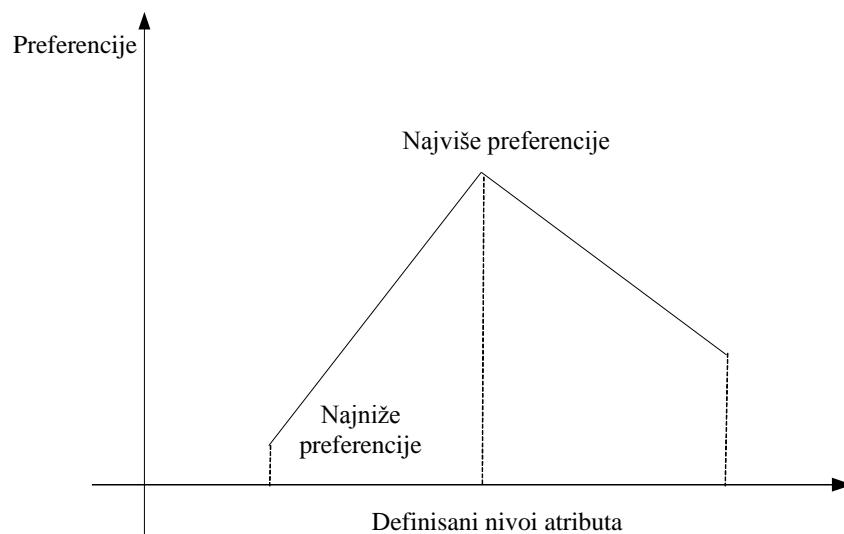 Preferencije
Najviše preferencije
Najniže
preferencije
Definisani nivoi atributa